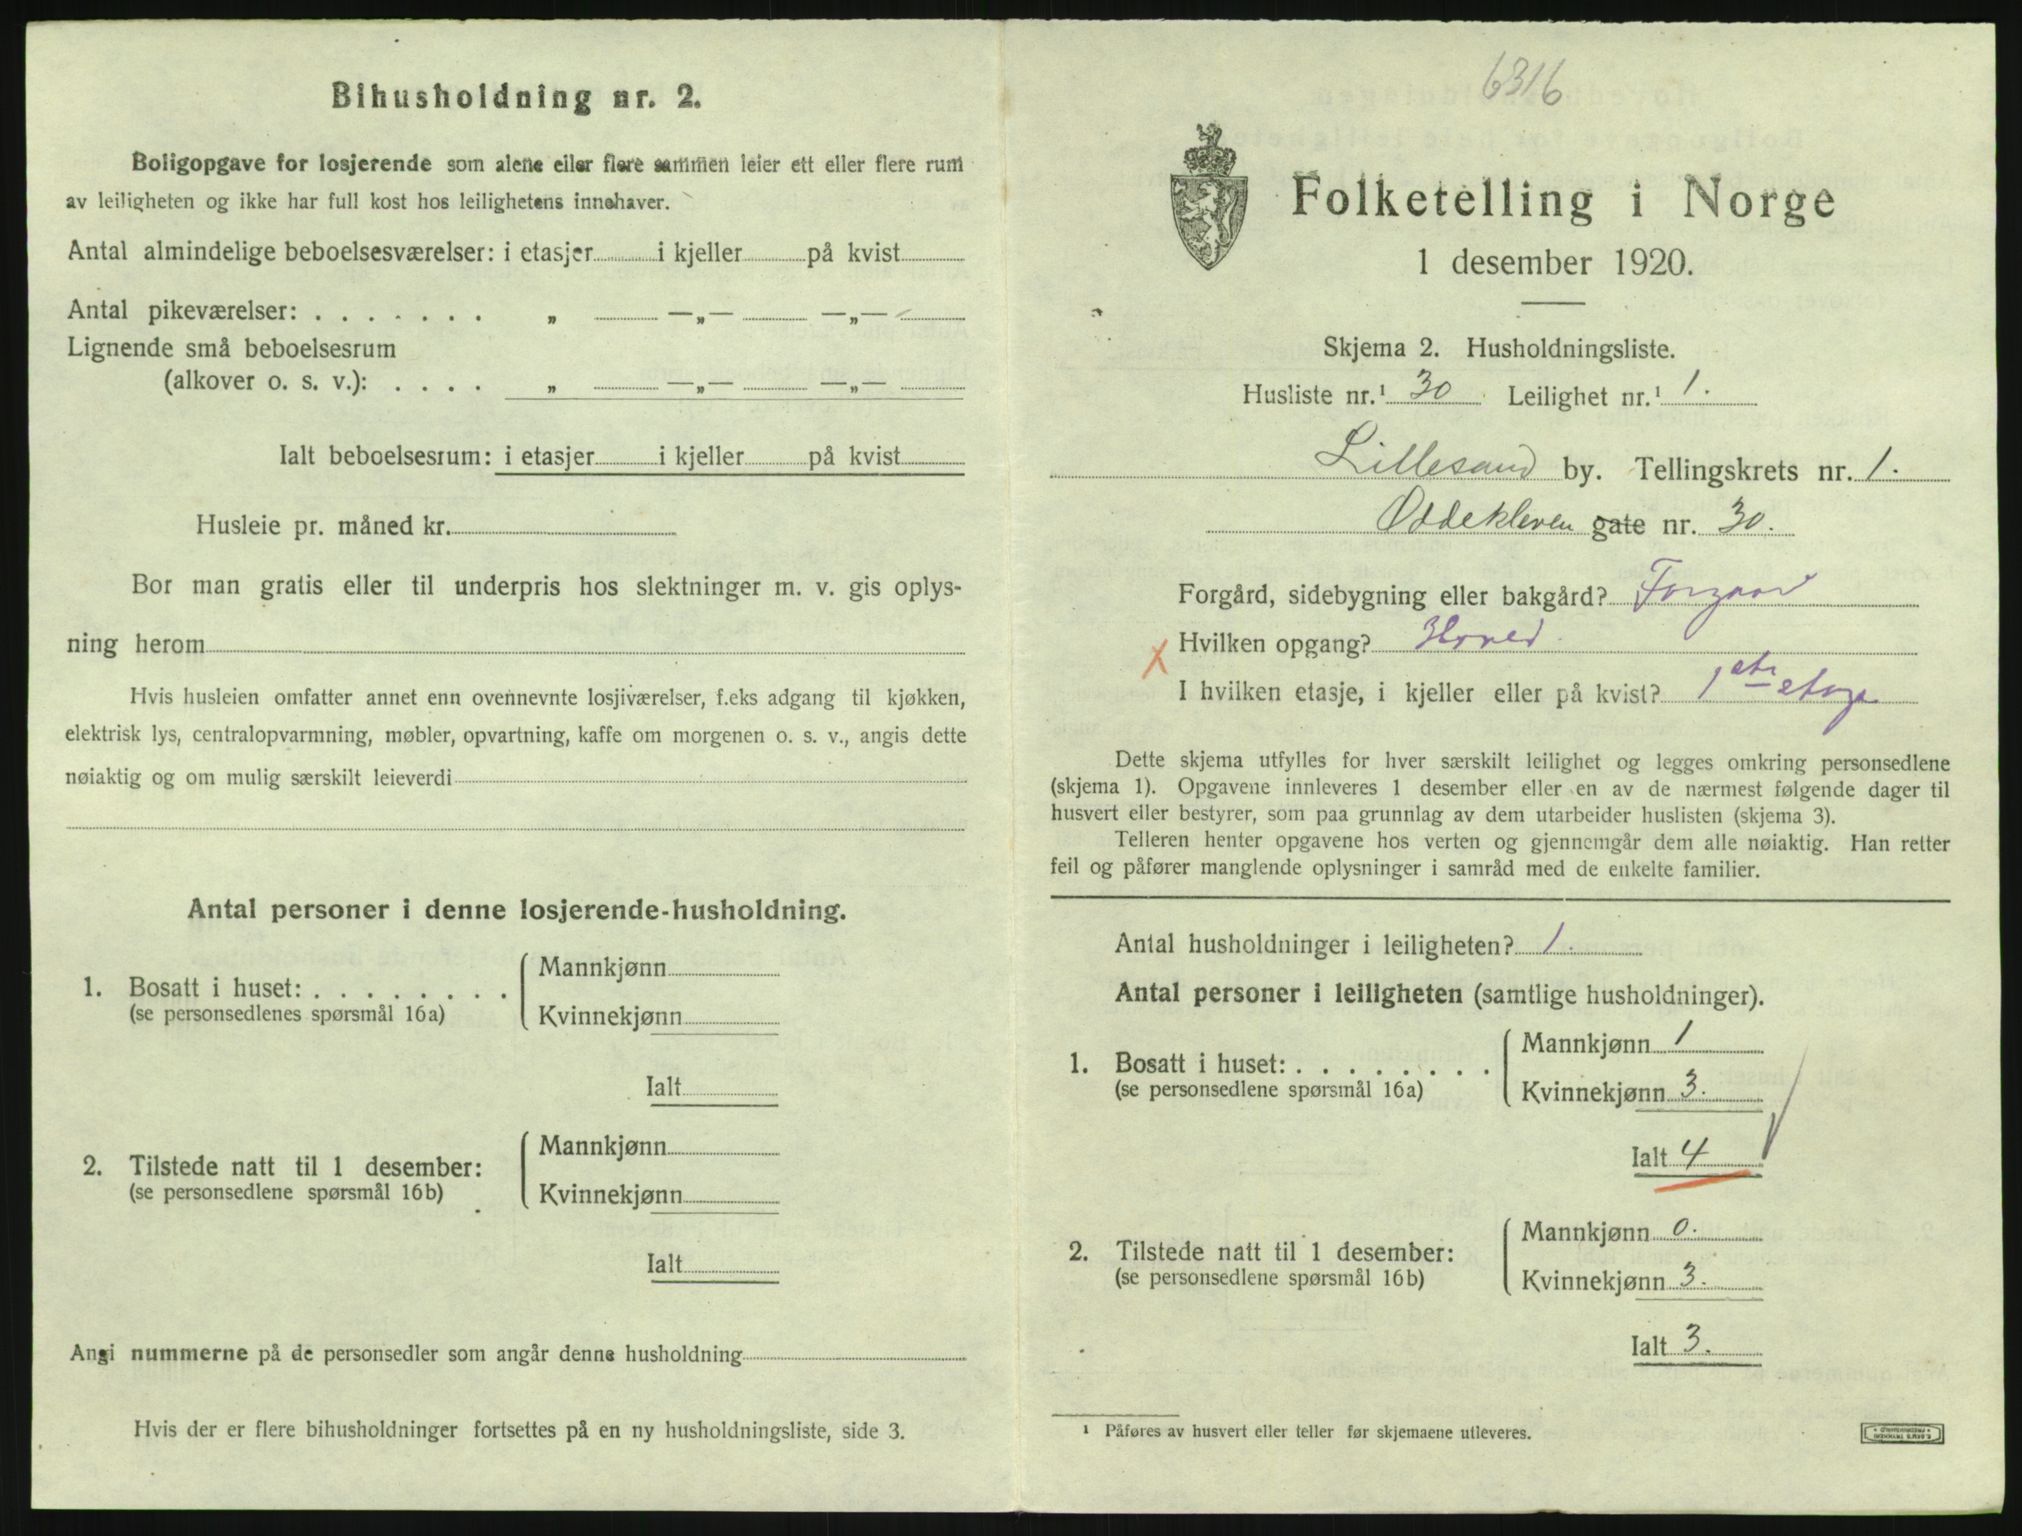 Bihusholdning nr. 2.
Boligopgave for losjerende som alene eller flere sammen leier ett eller flere rum
av leiligheten og ikke har full kost hos leilighetens innehaver.
Antal almindelige beboelsesværelser: i etasjer i kjeller på kvist
Antal pikeværelser: . . . . . . . „ —„— —„—
Lignende små beboelsesrum
(alkover o. s. v.): . . . . „ —„— —„—
Ialt beboelsesrum: i etasjer i kjeller på kvist
Husleie pr. måned kr.
Bor man gratis eller til underpris hos slektninger m. v. gis oplys-
ning herom
Hvis husleien omfatter annet enn ovennevnte losjiværelser, f.eks adgang til kjøkken,
elektrisk lys, centralopvarmning, møbler, opvartning, kaffe om morgenen o. s. v., angis dette
nøiaktig og om mulig særskilt leieverdi
Antal personer i denne losjerende-husholdning.
1. Bosatt i huset: . . . . . . . .
(se personsedlenes spørsmål 16a)
Mannkjønn
Kvinnekjønn
Ialt
2. Tilstede natt til 1 desember:
(se personsedlene spørsmål 16b)
Mannkjønn
Kvinnekjønn
Ialt
Angi nummerne på de personsedler som angår denne husholdning
Hvis der er flere bihusholdninger fortsettes på en ny husholdningsliste, side 3.
6316
Folketelling i Norge
1 desember 1920.
Skjema 2. Husholdningsliste.
Husliste nr.¹ 30 Leilighet nr.¹ 1.
Lillesand by. Tellingskrets nr. 1.
Oddekleven gate nr. 30.
Forgård, sidebygning eller bakgård? Forgaard
Hvilken opgang? Hoved.
x
I hvilken etasje, i kjeller eller på kvist? 1ste etage
Dette skjema utfylles for hver særskilt leilighet og legges omkring personsedlene
(skjema 1). Opgavene innleveres 1 desember eller en av de nærmest følgende dager til
husvert eller bestyrer, som paa grunnlag av dem utarbeider huslisten (skjema 3).
Telleren henter opgavene hos verten og gjennemgår dem alle nøiaktig. Han retter
feil og påfører manglende oplysninger i samråd med de enkelte familier.
Antal husholdninger i leiligheten? 1.
Antal personer i leiligheten (samtlige husholdninger).
1. Bosatt i huset: . . . . . . . .
(se personsedlene spørsmål 16a)
Mannkjønn 1
Kvinnekjønn 3.
Ialt 4
2. Tilstede natt til 1 desember:
(se personsedlene spørsmål 16b)
Mannkjønn 0.
Kvinnekjønn 3.
Ialt 3.
¹ Påføres av husvert eller teller før skjemaene utleveres.